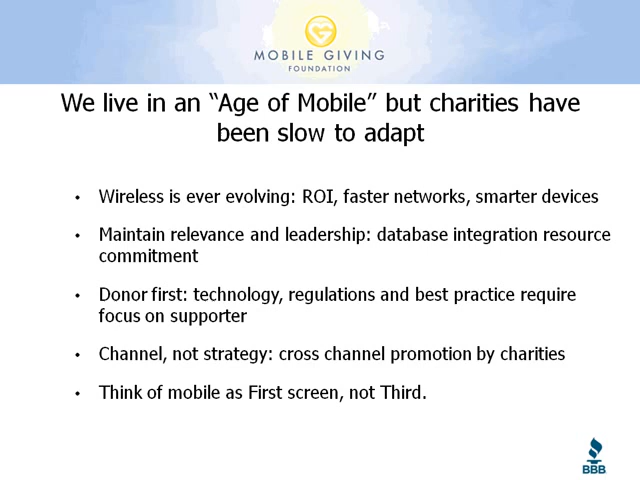 MOBILE GIVING
FOUNDATION
We live in an “Age of Mobile” but charities have
been slow to adapt
• Wireless is ever evolving: ROI, faster networks, smarter devices
• Maintain relevance and leadership: database integration resource
commitment
• Donor first: technology, regulations and best practice require
focus on supporter
• Channel, not strategy: cross channel promotion by charities
• Think of mobile as First screen, not Third.
BBB